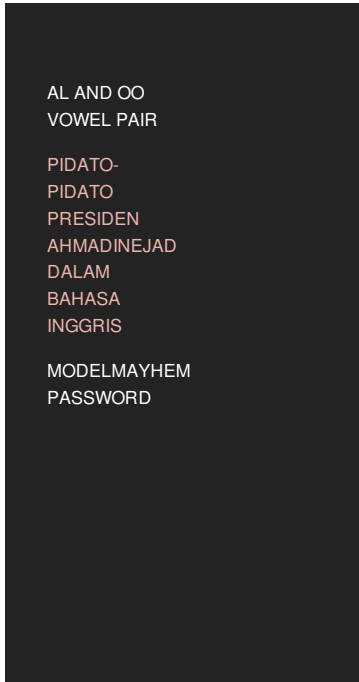 AL AND OO
VOWEL PAIR
PIDATO-
PIDATO
PRESIDEN
AHMADINEJAD
DALAM
BAHASA
INGGRIS
MODELMAYHEM
PASSWORD